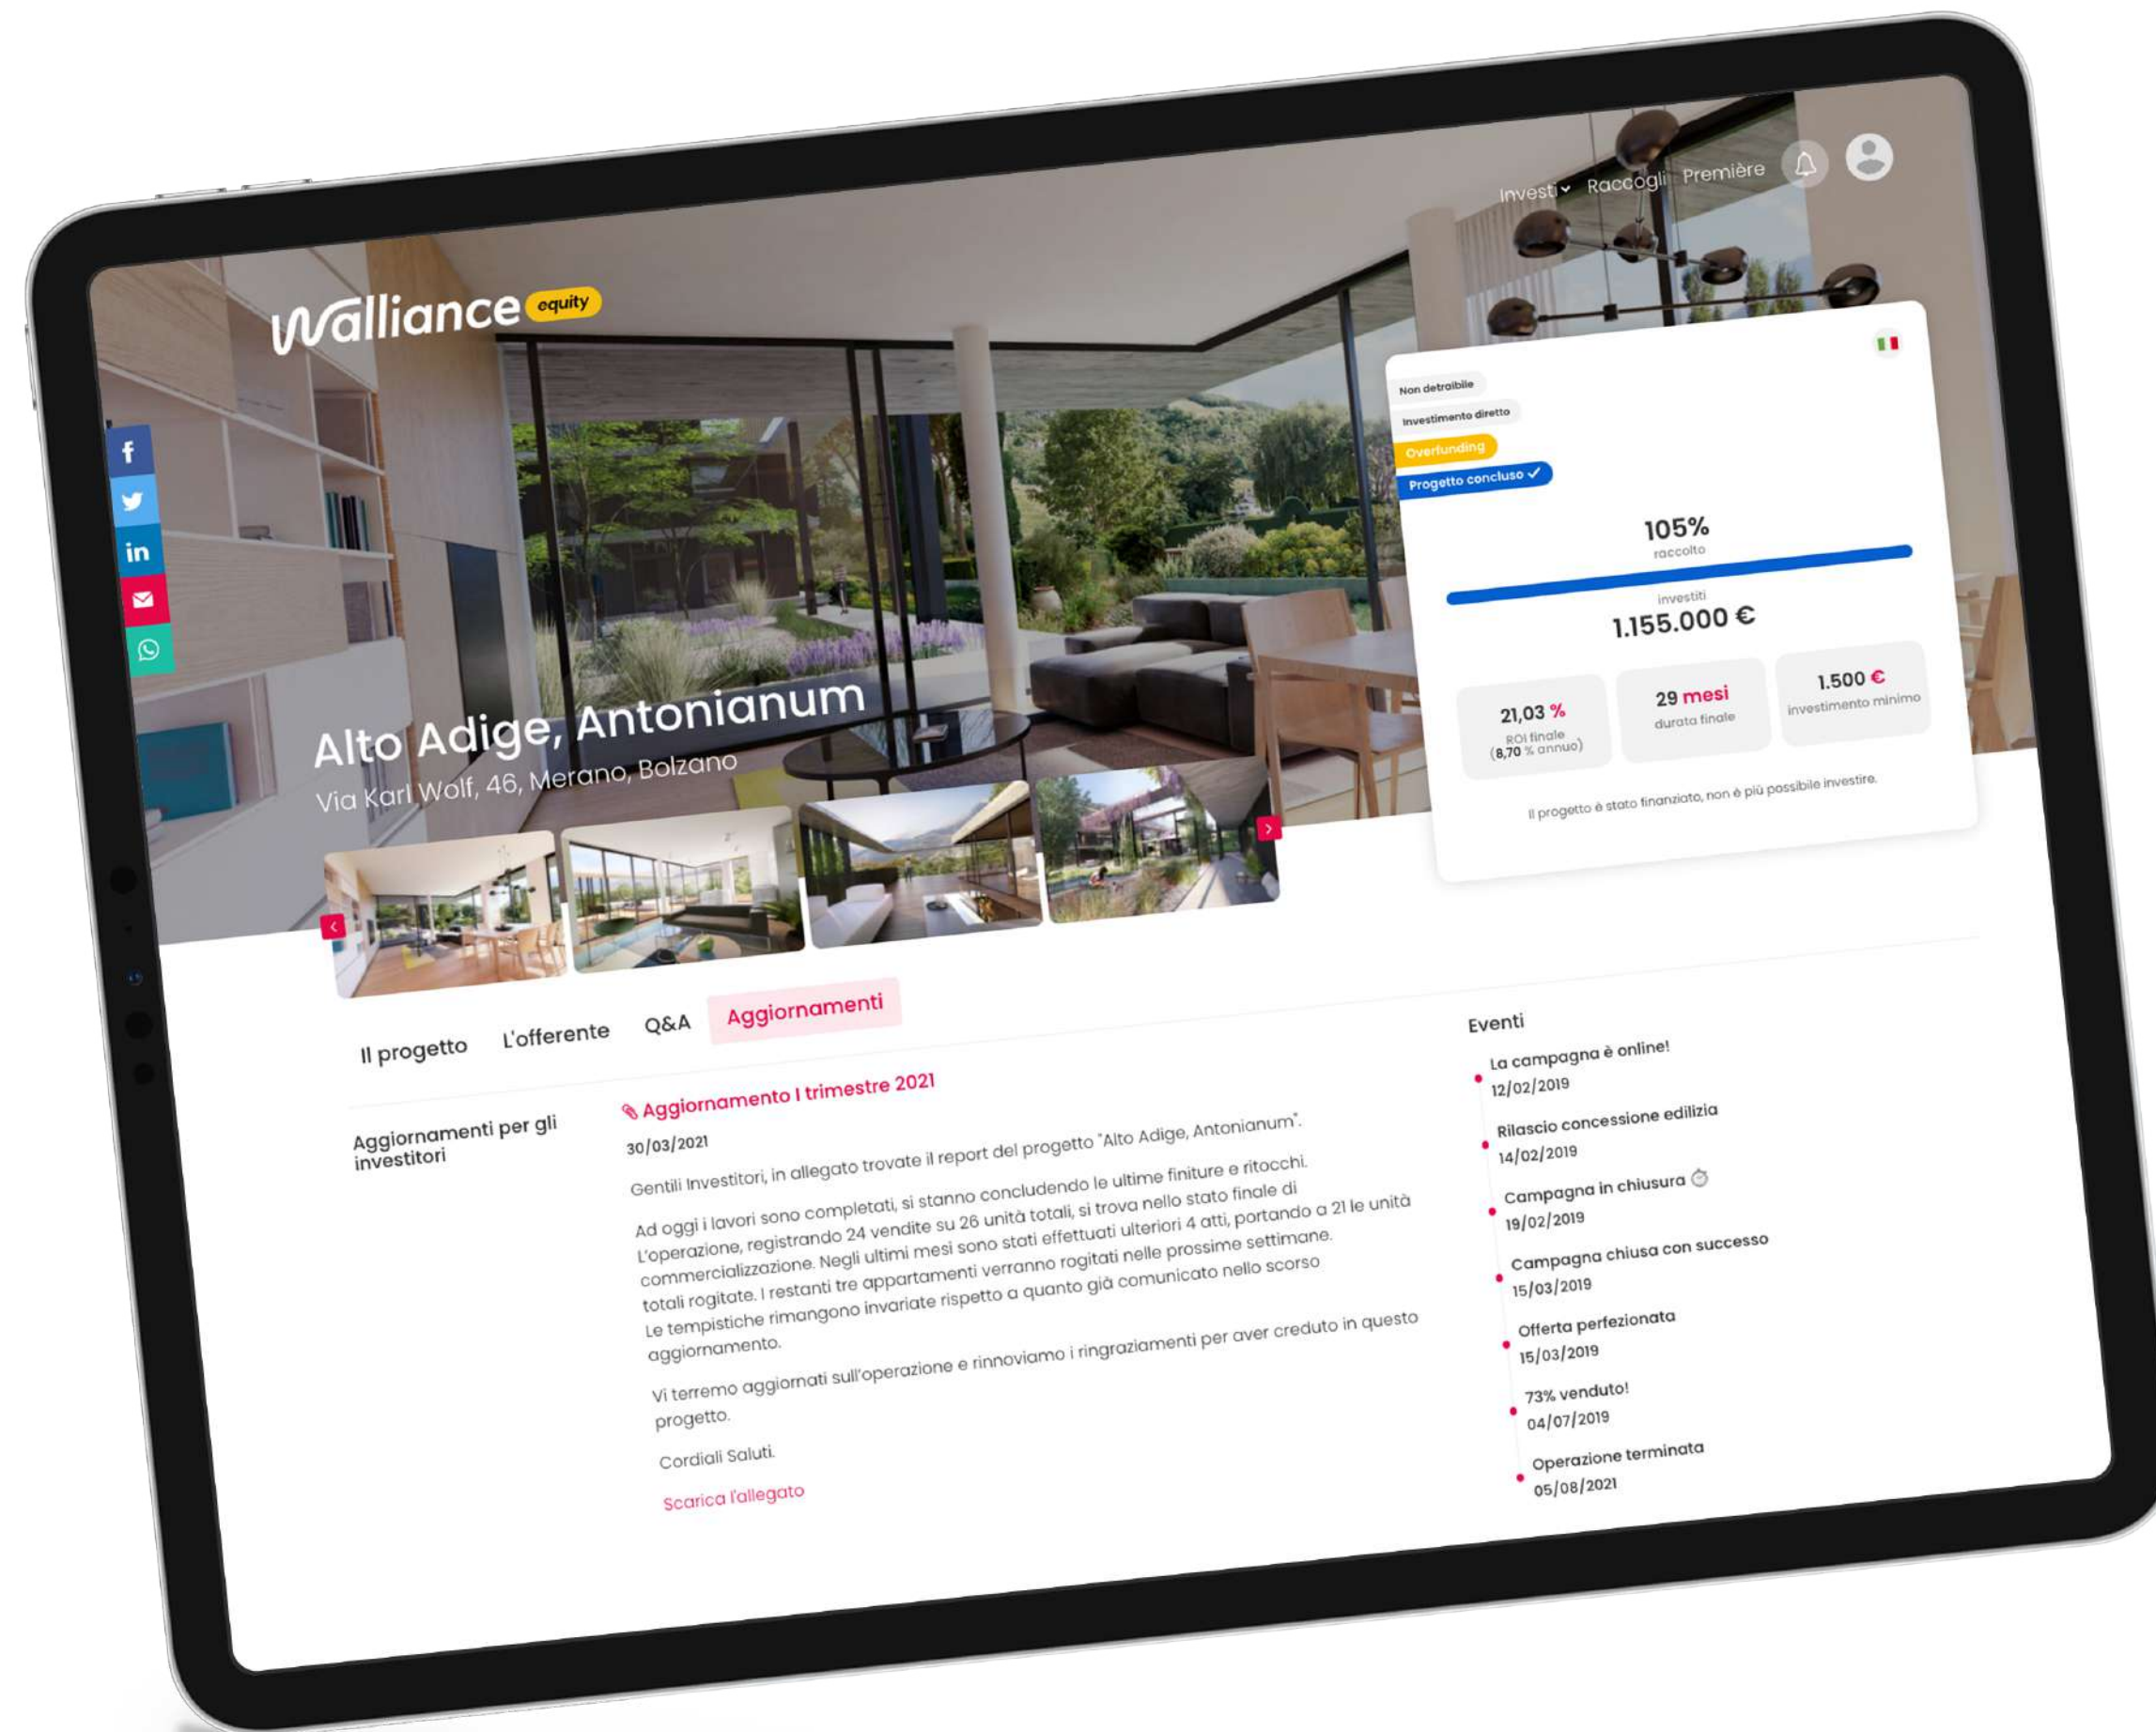 Investi Raccogli Première
Walliance equity
f
in
Non detraibile
Investimento diretto
Overfunding
Progetto concluso ✓
105%
raccolto
investiti
1.155.000 €
21,03 %
ROI finale
(8,70 % annuo)
29 mesi
durata finale
1.500 €
investimento minimo
Il progetto è stato finanziato, non è più possibile investire.
Alto Adige, Antonianum
Via Karl Wolf, 46, Merano, Bolzano
Il progetto L'offerente Q&A Aggiornamenti
Aggiornamenti per gli
investitori
Aggiornamento I trimestre 2021
30/03/2021
Gentili Investitori, in allegato trovate il report del progetto "Alto Adige, Antonianum".
Ad oggi i lavori sono completati, si stanno concludendo le ultime finiture e ritocchi.
L'operazione, registrando 24 vendite su 26 unità totali, si trova nello stato finale di
commercializzazione. Negli ultimi mesi sono stati effettuati ulteriori 4 atti, portando a 21 le unità
totali rogitate. I restanti tre appartamenti verranno rogitati nelle prossime settimane.
Le tempistiche rimangono invariate rispetto a quanto già comunicato nello scorso
aggiornamento.
Vi terremo aggiornati sull'operazione e rinnoviamo i ringraziamenti per aver creduto in questo
progetto.
Cordiali Saluti.
Scarica l'allegato
Eventi
La campagna è online!
12/02/2019
Rilascio concessione edilizia
14/02/2019
Campagna in chiusura
19/02/2019
Campagna chiusa con successo
15/03/2019
Offerta perfezionata
15/03/2019
73% venduto!
04/07/2019
Operazione terminata
05/08/2021